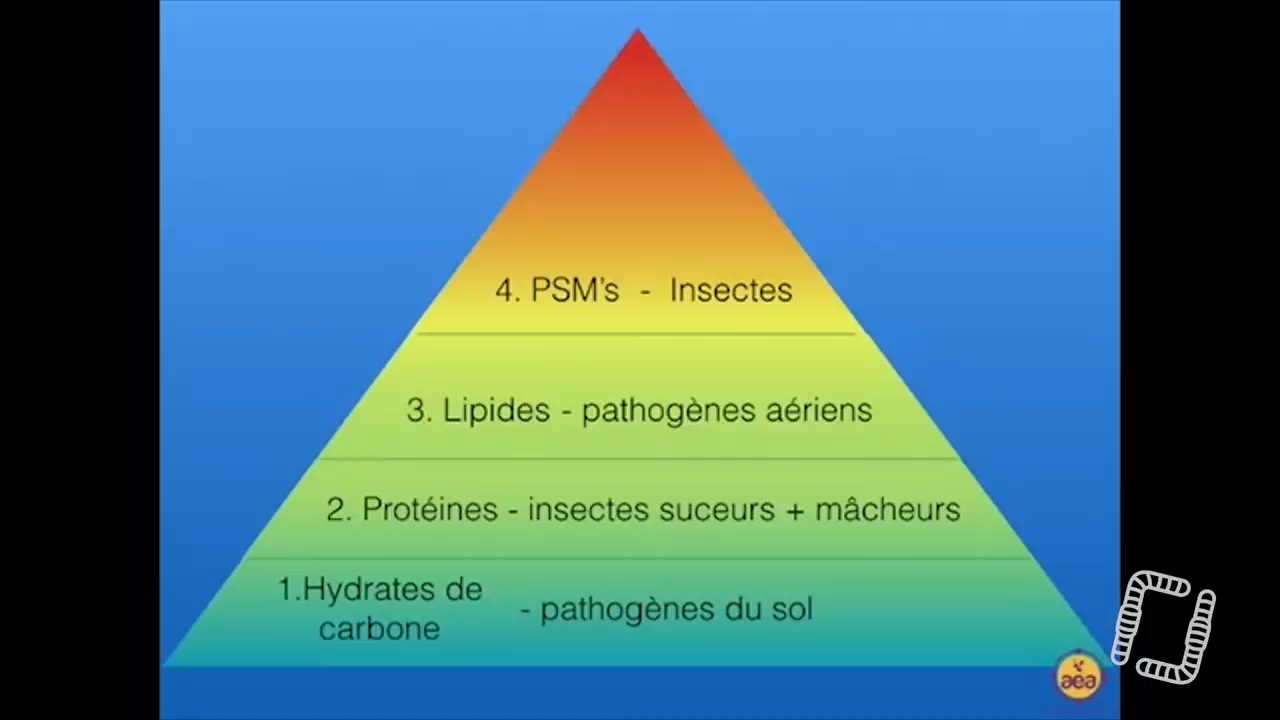 4. PSM's - Insectes
3. Lipides - pathogènes aériens
2. Protéines - insectes suceurs + mâcheurs
1.Hydrates de carbone - pathogènes du sol
aea